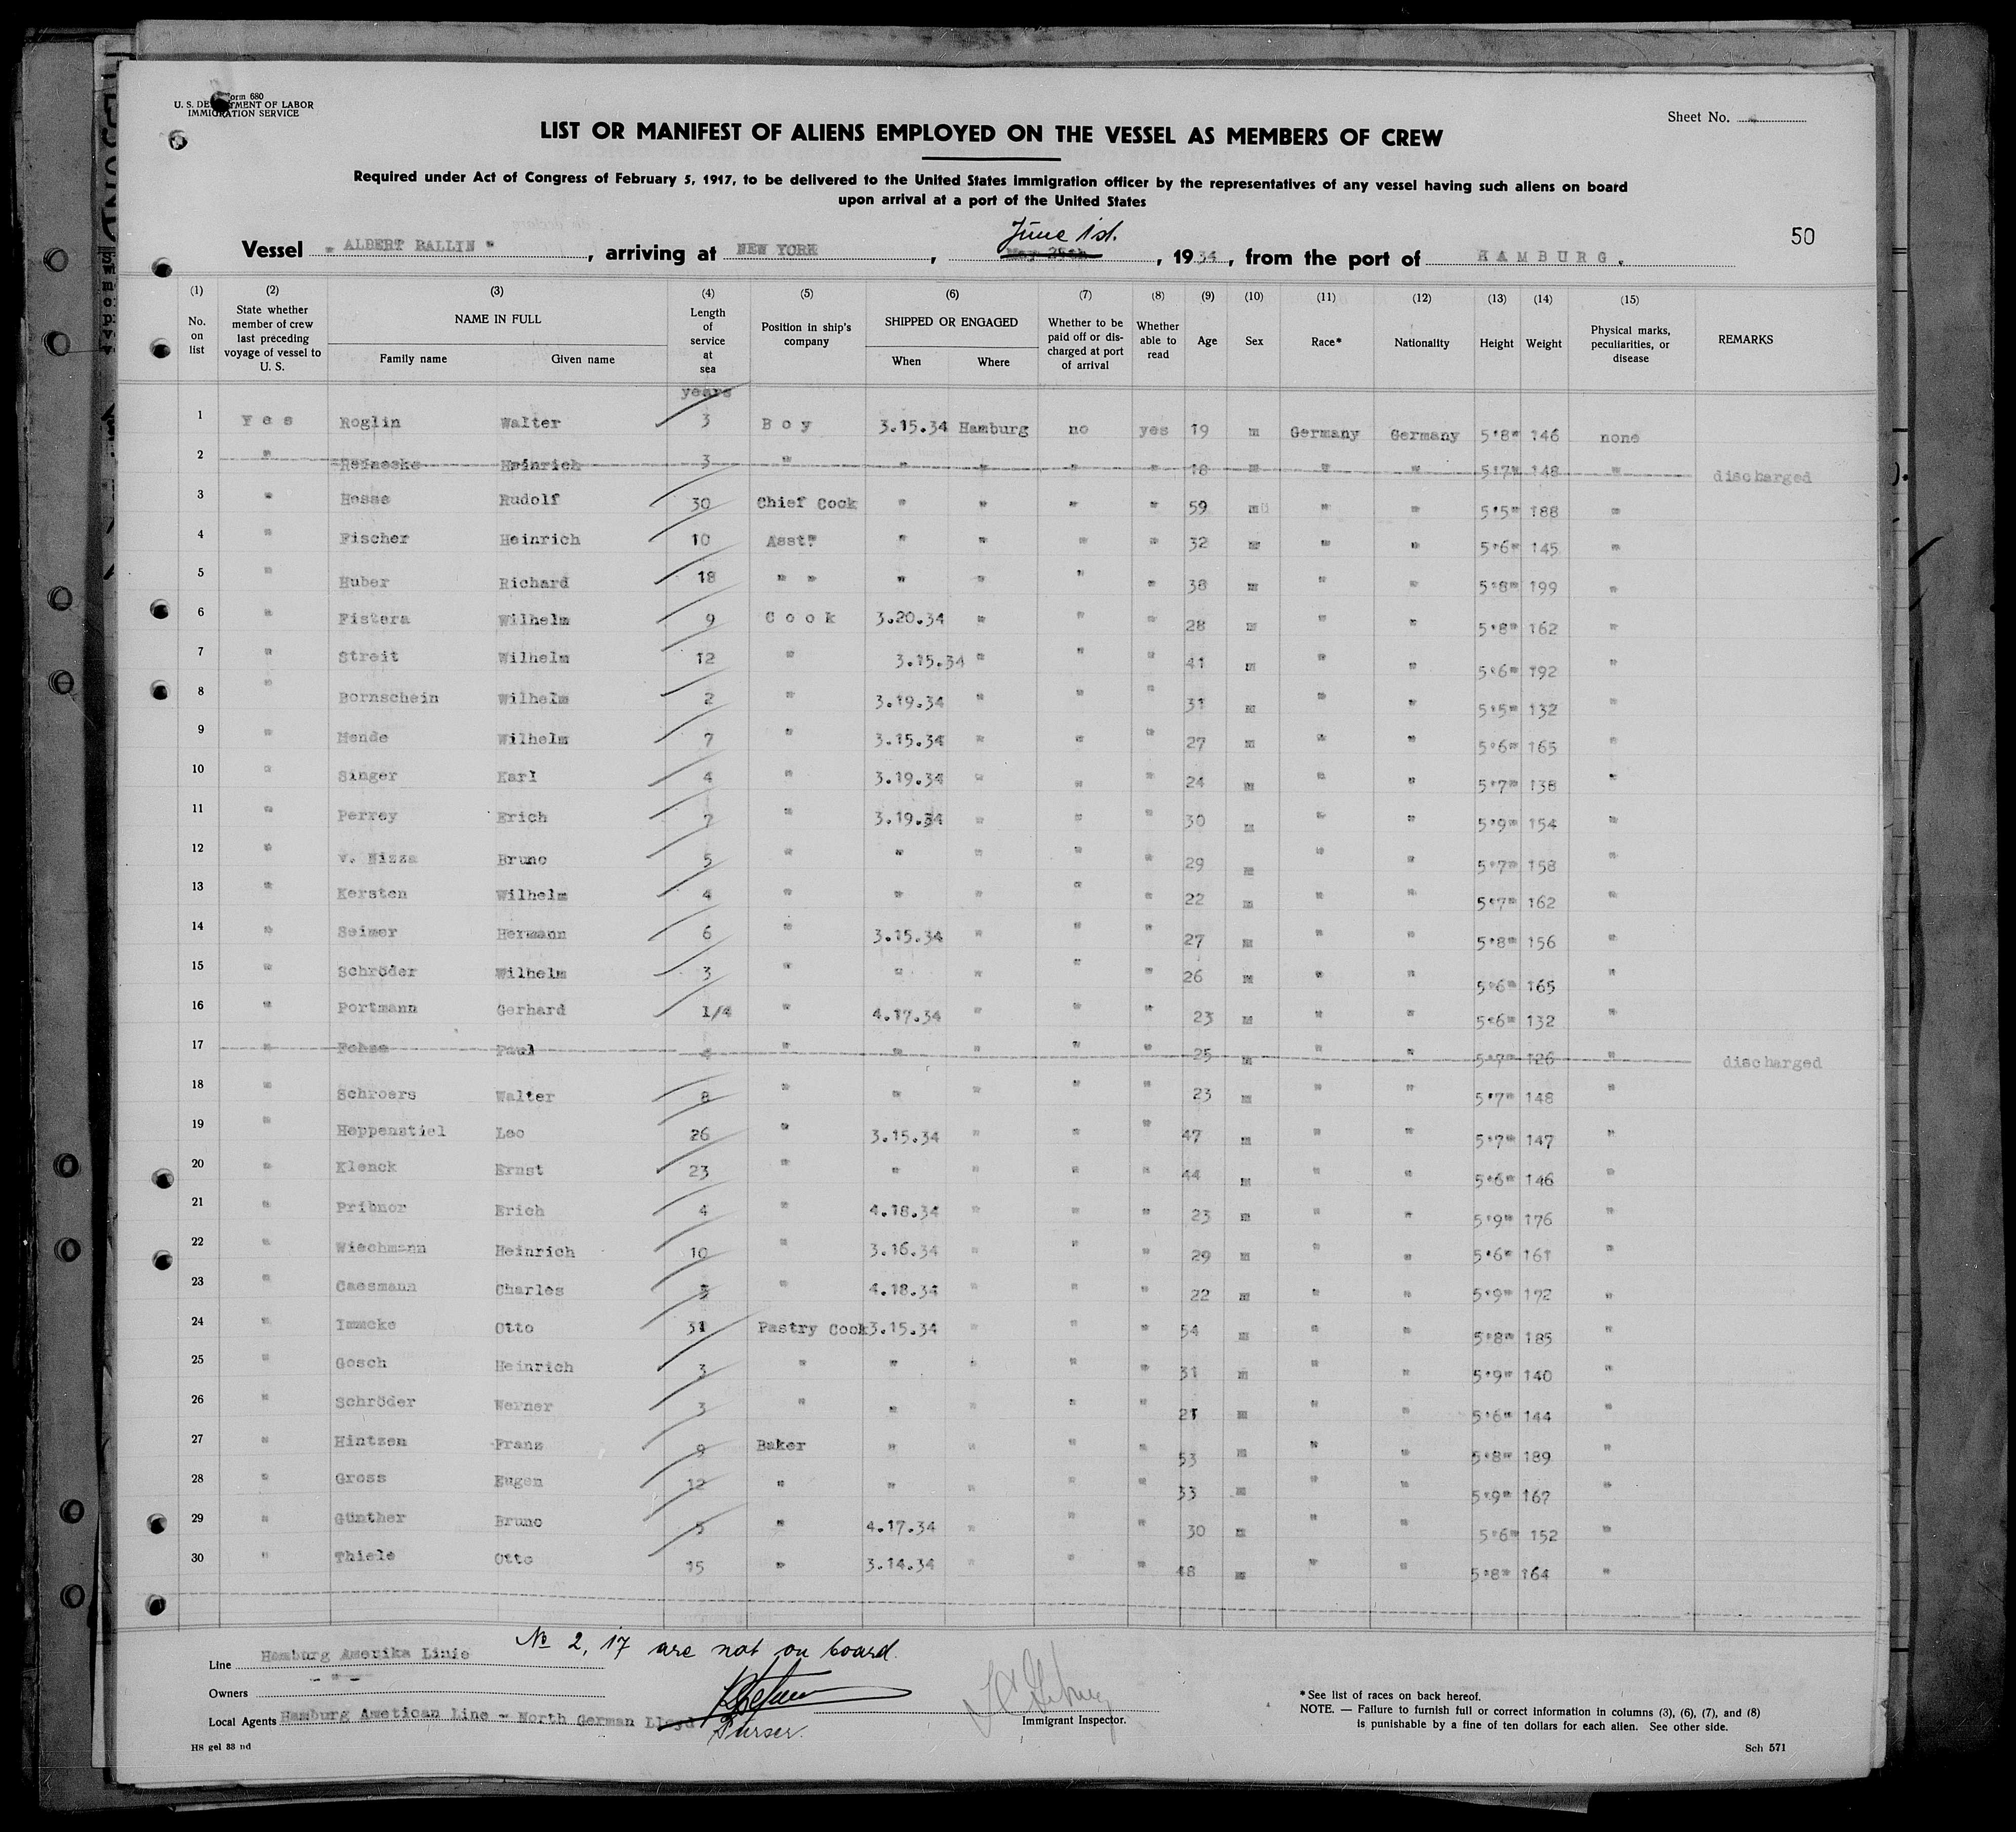 Form 680
U. S. DEPARTMENT OF LABOR
IMMIGRATION SERVICE
Sheet No.
LIST OR MANIFEST OF ALIENS EMPLOYED ON THE VESSEL AS MEMBERS OF CREW
Required under Act of Congress of February 5, 1917, to be delivered to the United States immigration officer by the representatives of any vessel having such aliens on board
upon arrival at a port of the United States
50
June 1st.
Vessel "ALBERT BALLIN", arriving at NEW YORK, May 25th, 1934, from the port of HAMBURG.
(1) (2) (3) (4) (5) (6) (7) (8) (9) (10) (11) (12) (13) (14) (15)
No. on list State whether member of crew last preceding voyage of vessel to U. S. NAME IN FULL Family name Given name Length of service at sea Position in ship's company SHIPPED OR ENGAGED When Where Whether to be paid off or discharged at port of arrival Whether able to read Age Sex Race* Nationality Height Weight Physical marks, peculiarities, or disease REMARKS
years
1 Yes Roglin Walter 3 Boy 3.15.34 Hamburg no yes 19 m Germany Germany 5'8" 146 none
2 " Reinecke Heinrich 3 " " " " " 18 m " " 5'7" 148 " discharged
3 " Hesse Rudolf 30 Chief Cook " " " " 59 m " " 5'5" 188 "
4 " Fischer Heinrich 10 Asst." " " " " 32 m " " 5'6" 145 "
5 " Huber Richard 18 " " " " " " 38 m " " 5'8" 199 "
6 " Fistera Wilhelm 9 Cook 3.20.34 " " " 28 m " " 5'8" 162 "
7 " Streit Wilhelm 12 " 3.15.34 " " " 41 m " " 5'6" 192 "
8 " Bornschein Wilhelm 2 " 3.19.34 " " " 31 m " " 5'5" 132 "
9 " Mende Wilhelm 7 " 3.15.34 " " " 27 m " " 5'6" 165 "
10 " Singer Karl 4 " 3.19.34 " " " 24 m " " 5'7" 138 "
11 " Perrey Erich 7 " 3.19.34 " " " 30 m " " 5'9" 154 "
12 " v. Nizza Bruno 5 " " " " " 29 m " " 5'7" 158 "
13 " Kersten Wilhelm 4 " " " " " 22 m " " 5'7" 162 "
14 " Seimer Hermann 6 " 3.15.34 " " " 27 m " " 5'8" 156 "
15 " Schröder Wilhelm 3 " " " " " 26 m " " 5'6" 165 "
16 " Portmann Gerhard 1/4 " 4.17.34 " " " 23 m " " 5'6" 132 "
17 " Paul 4 " " " " " 25 m " " 5'7" 126 " discharged
18 " Schroers Walter 8 " " " " " 23 m " " 5'7" 148 "
19 " Heppenstiel Leo 26 " 3.15.34 " " " 47 m " " 5'7" 147 "
20 " Klenck Ernst 23 " " " " " 44 m " " 5'6" 146 "
21 " Pribnor Erich 4 " 4.18.34 " " " 23 m " " 5'9" 176 "
22 " Wiechmann Heinrich 10 " 3.16.34 " " " 29 m " " 5'6" 161 "
23 " Caesmann Charles 5 " 4.18.34 " " " 22 m " " 5'9" 172 "
24 " Immcke Otto 31 Pastry Cook 3.15.34 " " " 54 m " " 5'8" 185 "
25 " Gosch Heinrich 3 " " " " " 31 m " " 5'9" 140 "
26 " Schröder Werner 3 " " " " " 21 m " " 5'6" 144 "
27 " Hintzen Franz 9 Baker " " " " 53 m " " 5'8" 189 "
28 " Gross Eugen 12 " " " " " 33 m " " 5'9" 167 "
29 " Günther Bruno 5 " 4.17.34 " " " 30 m " " 5'6" 152 "
30 " Thiele Otto 15 " 3.14.34 " " " 48 m " " 5'8" 164 "
No 2, 17 are not on board.
Line Hamburg Amerika Linie
Owners - " -
Local Agents Hamburg Ametican Line - North German Lloyd
Purser.
Immigrant Inspector.
*See list of races on back hereof.
NOTE. — Failure to furnish full or correct information in columns (3), (6), (7), and (8)
is punishable by a fine of ten dollars for each alien. See other side.
H8 gel 33 nd
Sch 571